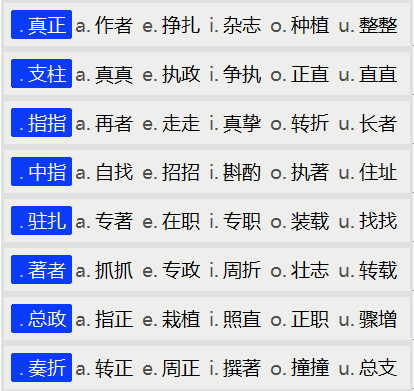 .真正 a.作者 e.挣扎 i.杂志 o.种植 u.整整
.支柱 a.真真 e.执政 i.争执 o.正直 u.直直
.指指 a.再者 e.走走 i.真挚 o.转折 u.长者
.中指 a.自找 e.招招 i.斟酌 o.执著 u.住址
.驻扎 a.专著 e.在职 i.专职 o.装载 u.找找
.著者 a.抓抓 e.专政 i.周折 o.壮志 u.转载
.总政 a.指正 e.栽植 i.照直 o.正职 u.骤增
.奏折 a.转正 e.周正 i.撰著 o.撞撞 u.总支